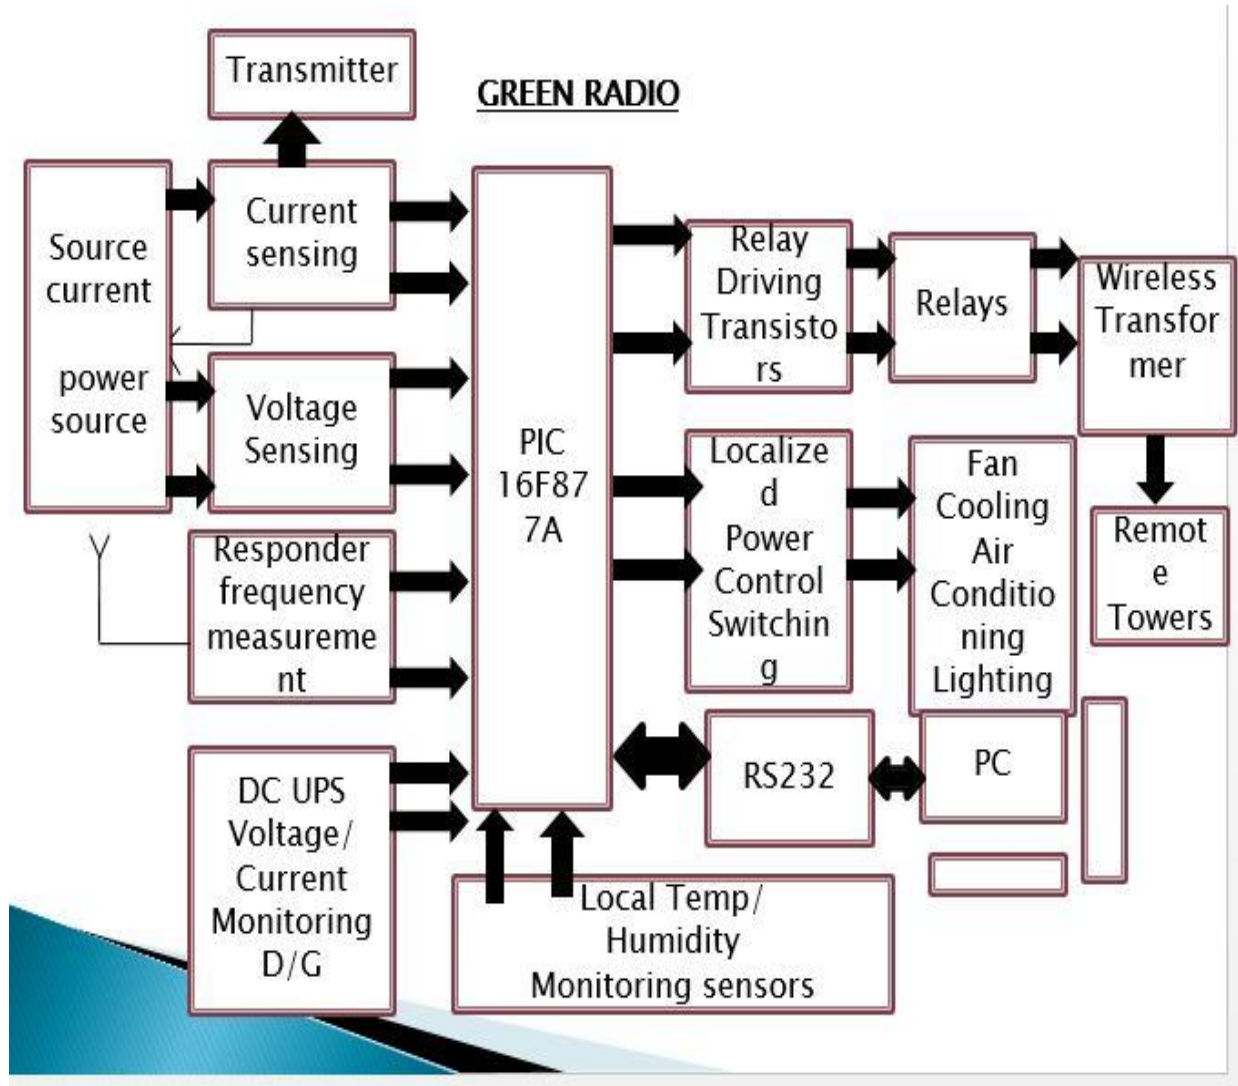 Transmitter
GREEN RADIO
Source
current
power
source
Current
sensing
Voltage
Sensing
Responder
frequency
measureme
nt
DC UPS
Voltage/
Current
Monitoring
D/G
PIC
16F87
7A
Local Temp/
Humidity
Monitoring sensors
Relay
Driving
Transisto
rs
Relays
Wireless
Transfor
mer
Localize
d
Power
Control
Switchin
g
Fan
Cooling
Air
Conditio
ning
Lighting
Remot
e
Towers
RS232
PC